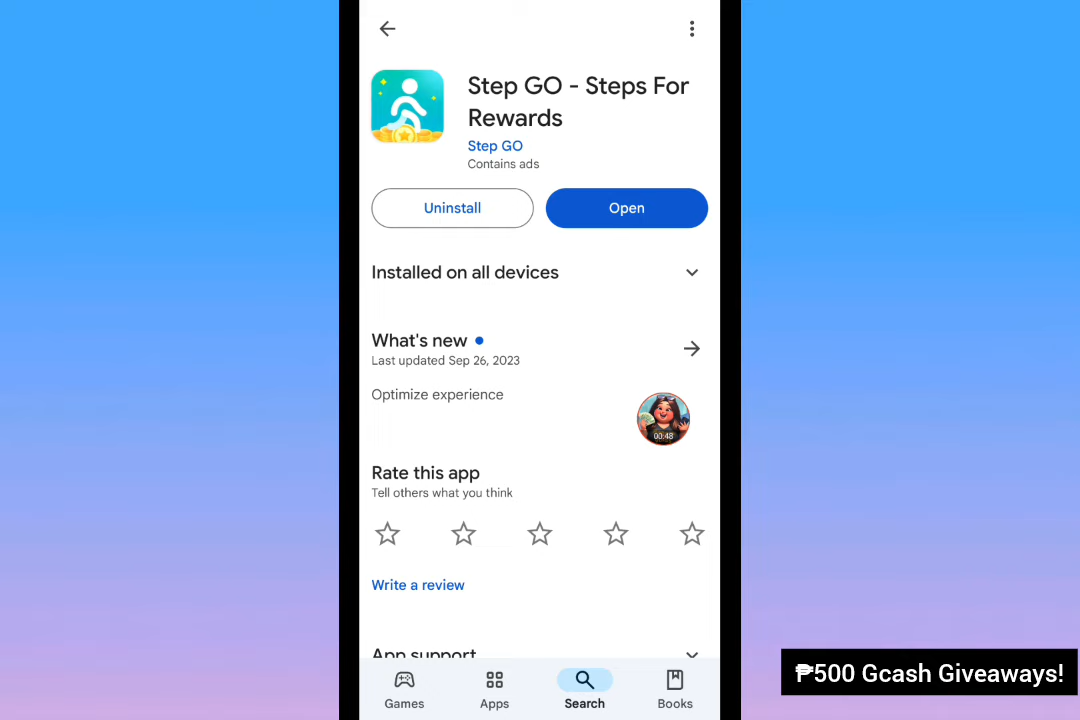 Step GO - Steps For
Rewards
Step GO
Contains ads
Uninstall
Open
Installed on all devices
What's new
Last updated Sep 26, 2023
Optimize experience
00:48
Rate this app
Tell others what you think
Write a review
App support
Games
Apps
Search
Books
₱500 Gcash Giveaways!